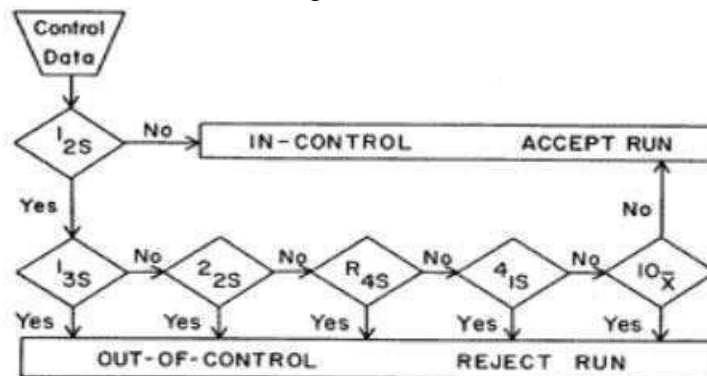 Control
Data
1 2S
No
IN-CONTROL ACCEPT RUN
Yes
No
1 3S
No
2 2S
No
R 4S
No
4 1S
No
10 x̄
Yes
Yes
Yes
Yes
Yes
OUT-OF-CONTROL REJECT RUN